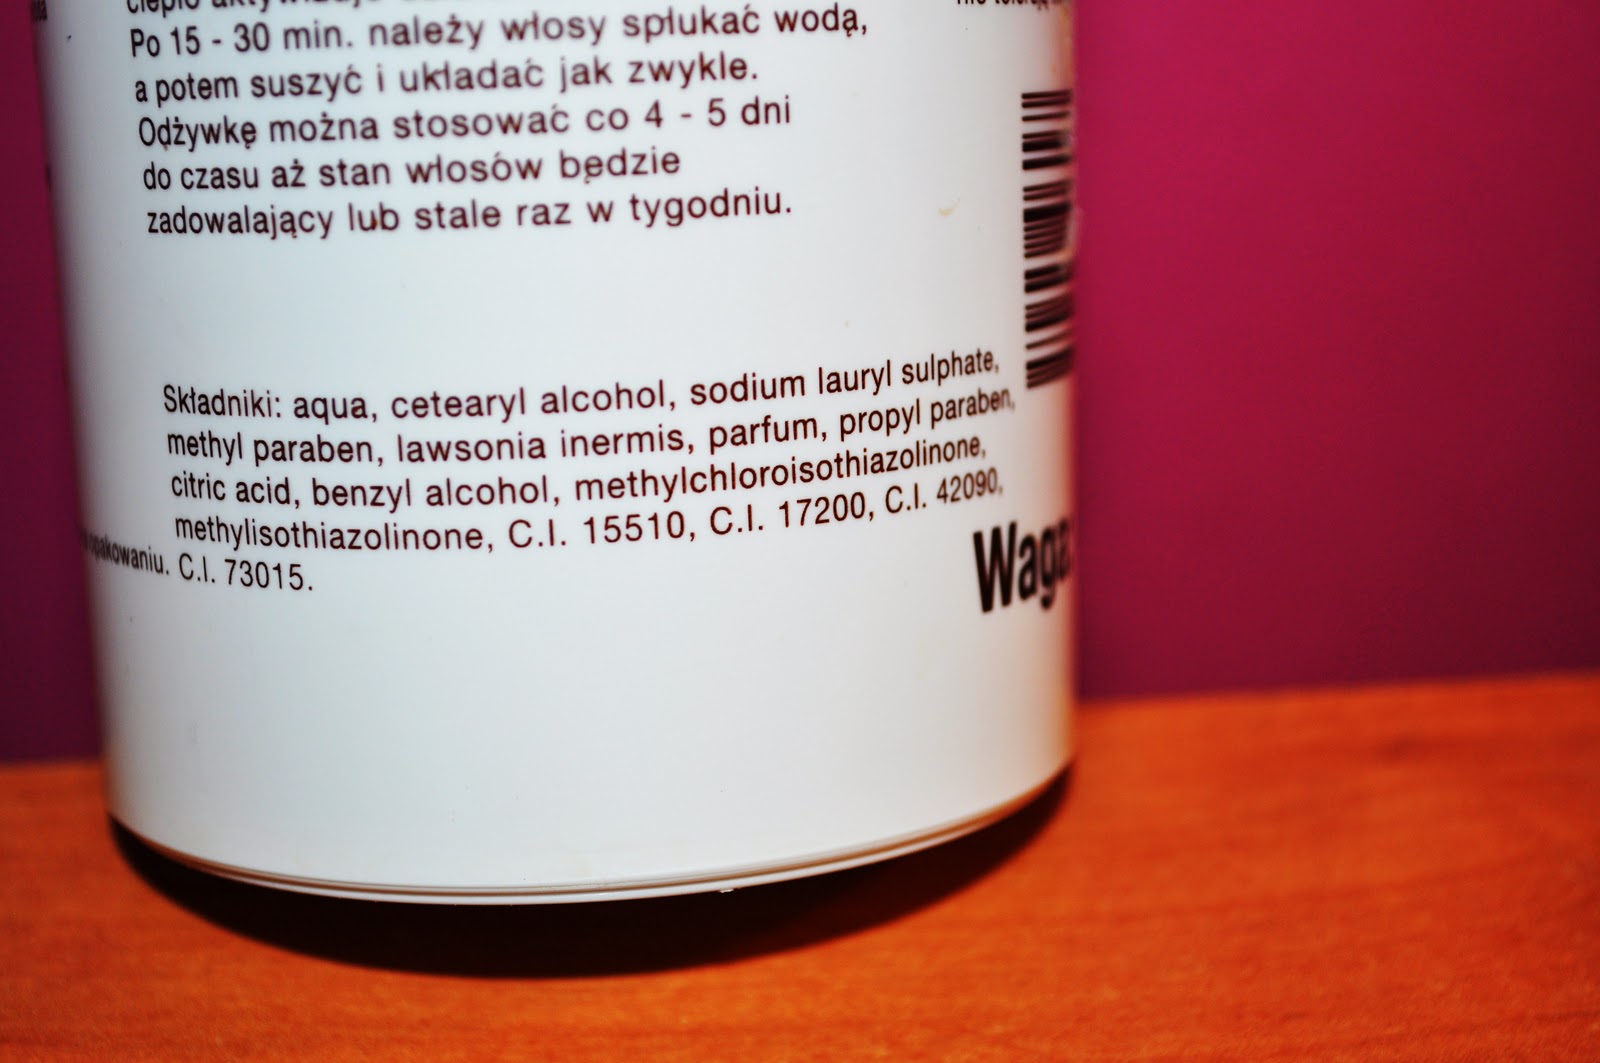 Po 15 - 30 min. należy włosy spłukać wodą,
a potem suszyć i układać jak zwykle.
Odżywkę można stosować co 4 - 5 dni
do czasu aż stan włosów będzie
zadowalający lub stale raz w tygodniu.
Składniki: aqua, cetearyl alcohol, sodium lauryl sulphate,
methyl paraben, lawsonia inermis, parfum, propyl paraben,
citric acid, benzyl alcohol, methylchloroisothiazolinone,
methylisothiazolinone, C.I. 15510, C.I. 17200, C.I. 42090,
C.I. 73015.
opakowaniu.
Waga